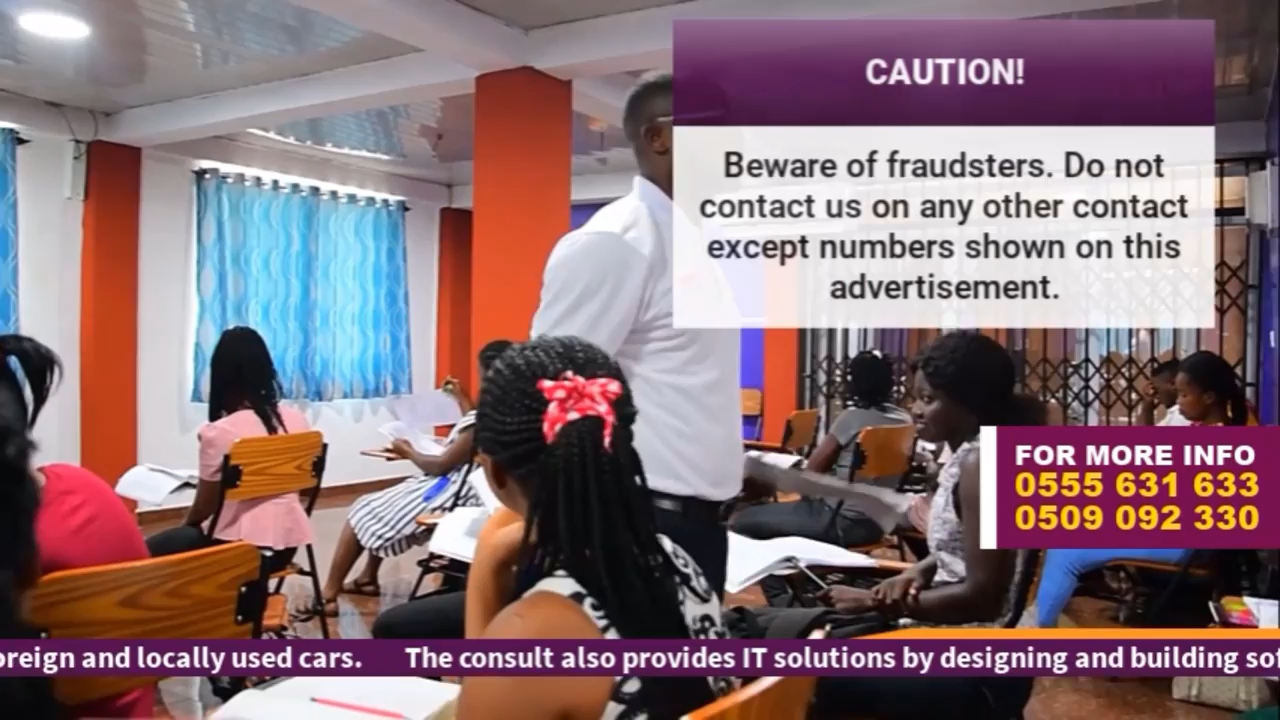 CAUTION!
Beware of fraudsters. Do not
contact us on any other contact
except numbers shown on this
advertisement.
FOR MORE INFO
0555 631 633
0509 092 330
and locally used cars. The consult also provides IT solutions by designing and building